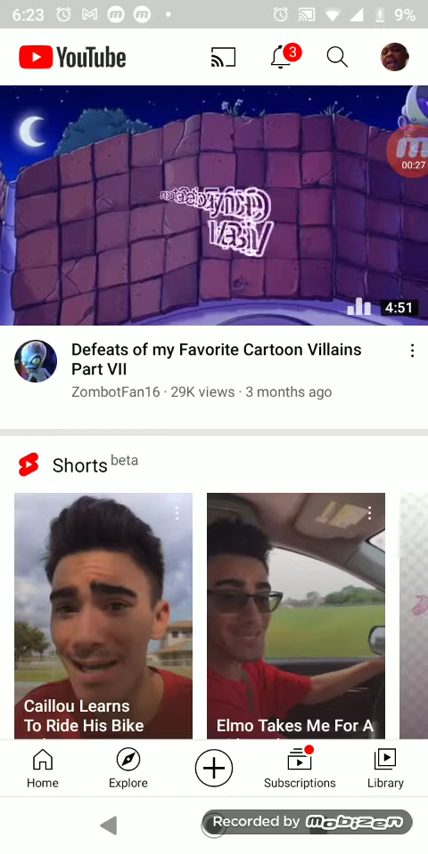 6:23
9%
YouTube
3
00:27
4:51
Defeats of my Favorite Cartoon Villains
Part VII
ZombotFan16 · 29K views · 3 months ago
Shorts beta
Caillou Learns
To Ride His Bike
Elmo Takes Me For A
Home
Explore
Subscriptions
Library
Recorded by mobizen